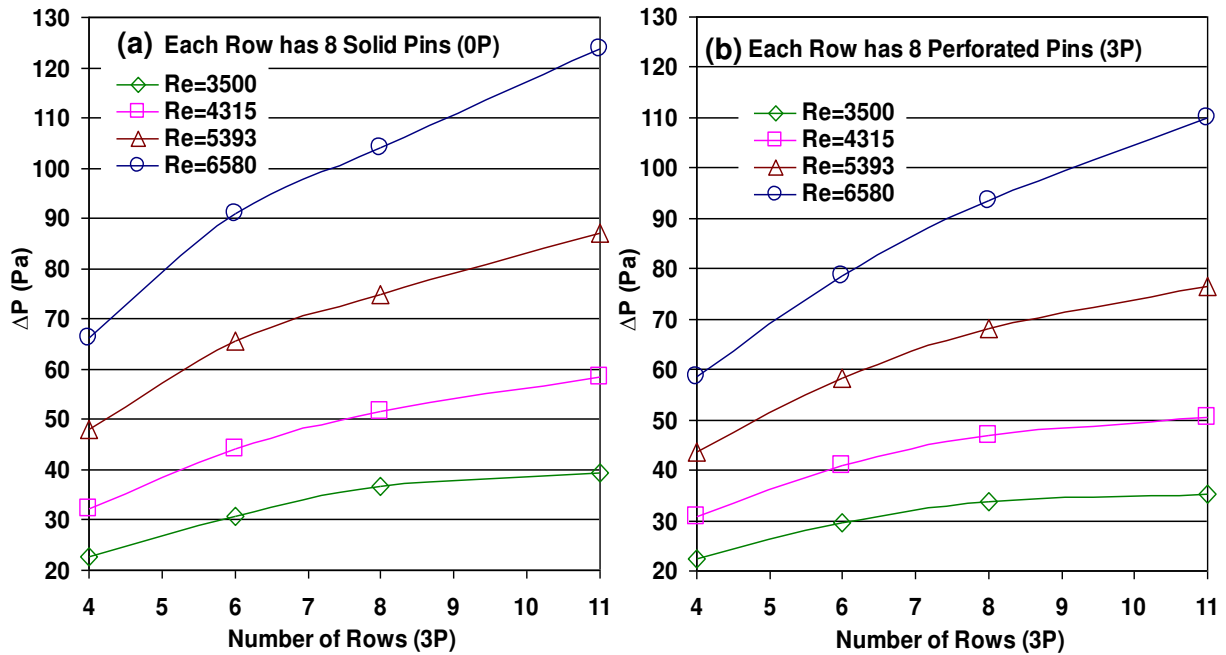 (a) Each Row has 8 Solid Pins (0P)
Re=3500
Re=4315
Re=5393
Re=6580
130
120
110
100
90
80
70
60
50
40
30
20
ΔP (Pa)
4 5 6 7 8 9 10 11
Number of Rows (3P)
(b) Each Row has 8 Perforated Pins (3P)
Re=3500
Re=4315
Re=5393
Re=6580
130
120
110
100
90
80
70
60
50
40
30
20
ΔP (Pa)
4 5 6 7 8 9 10 11
Number of Rows (3P)